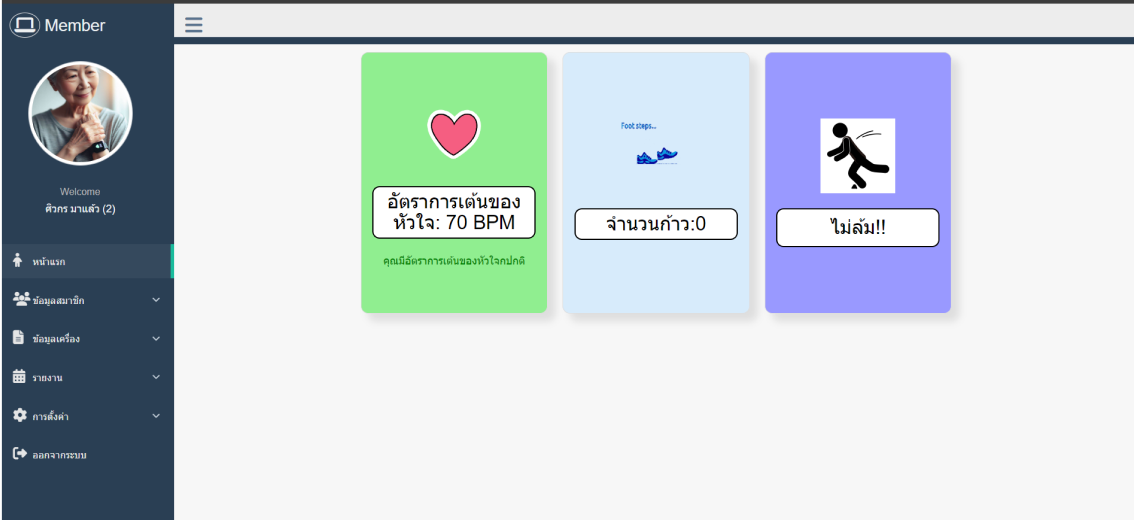 Member
Welcome
ศิวกร มาแล้ว (2)
หน้าแรก
ข้อมูลสมาชิก
ข้อมูลเครื่อง
รายงาน
การตั้งค่า
ออกจากระบบ
อัตราการเต้นของ
หัวใจ: 70 BPM
คุณมีอัตราการเต้นของหัวใจกปกติ
Foot steps...
จำนวนก้าว:0
ไม่ล้ม!!